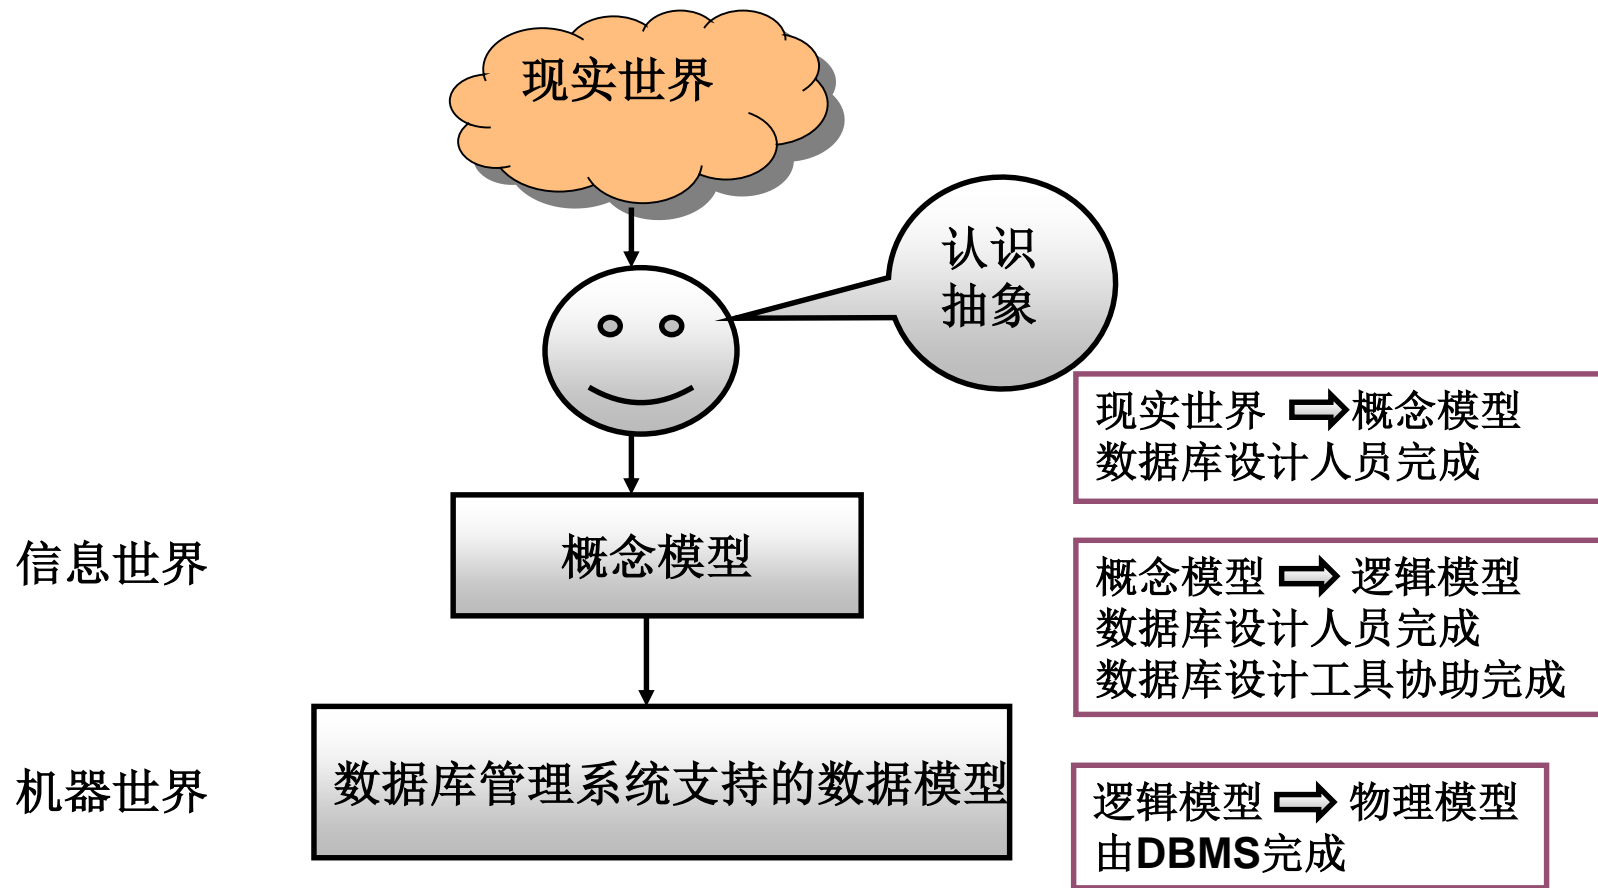 现实世界
认识
抽象
现实世界 概念模型
数据库设计人员完成
信息世界
概念模型
概念模型 逻辑模型
数据库设计人员完成
数据库设计工具协助完成
机器世界
数据库管理系统支持的数据模型
逻辑模型 物理模型
由DBMS完成